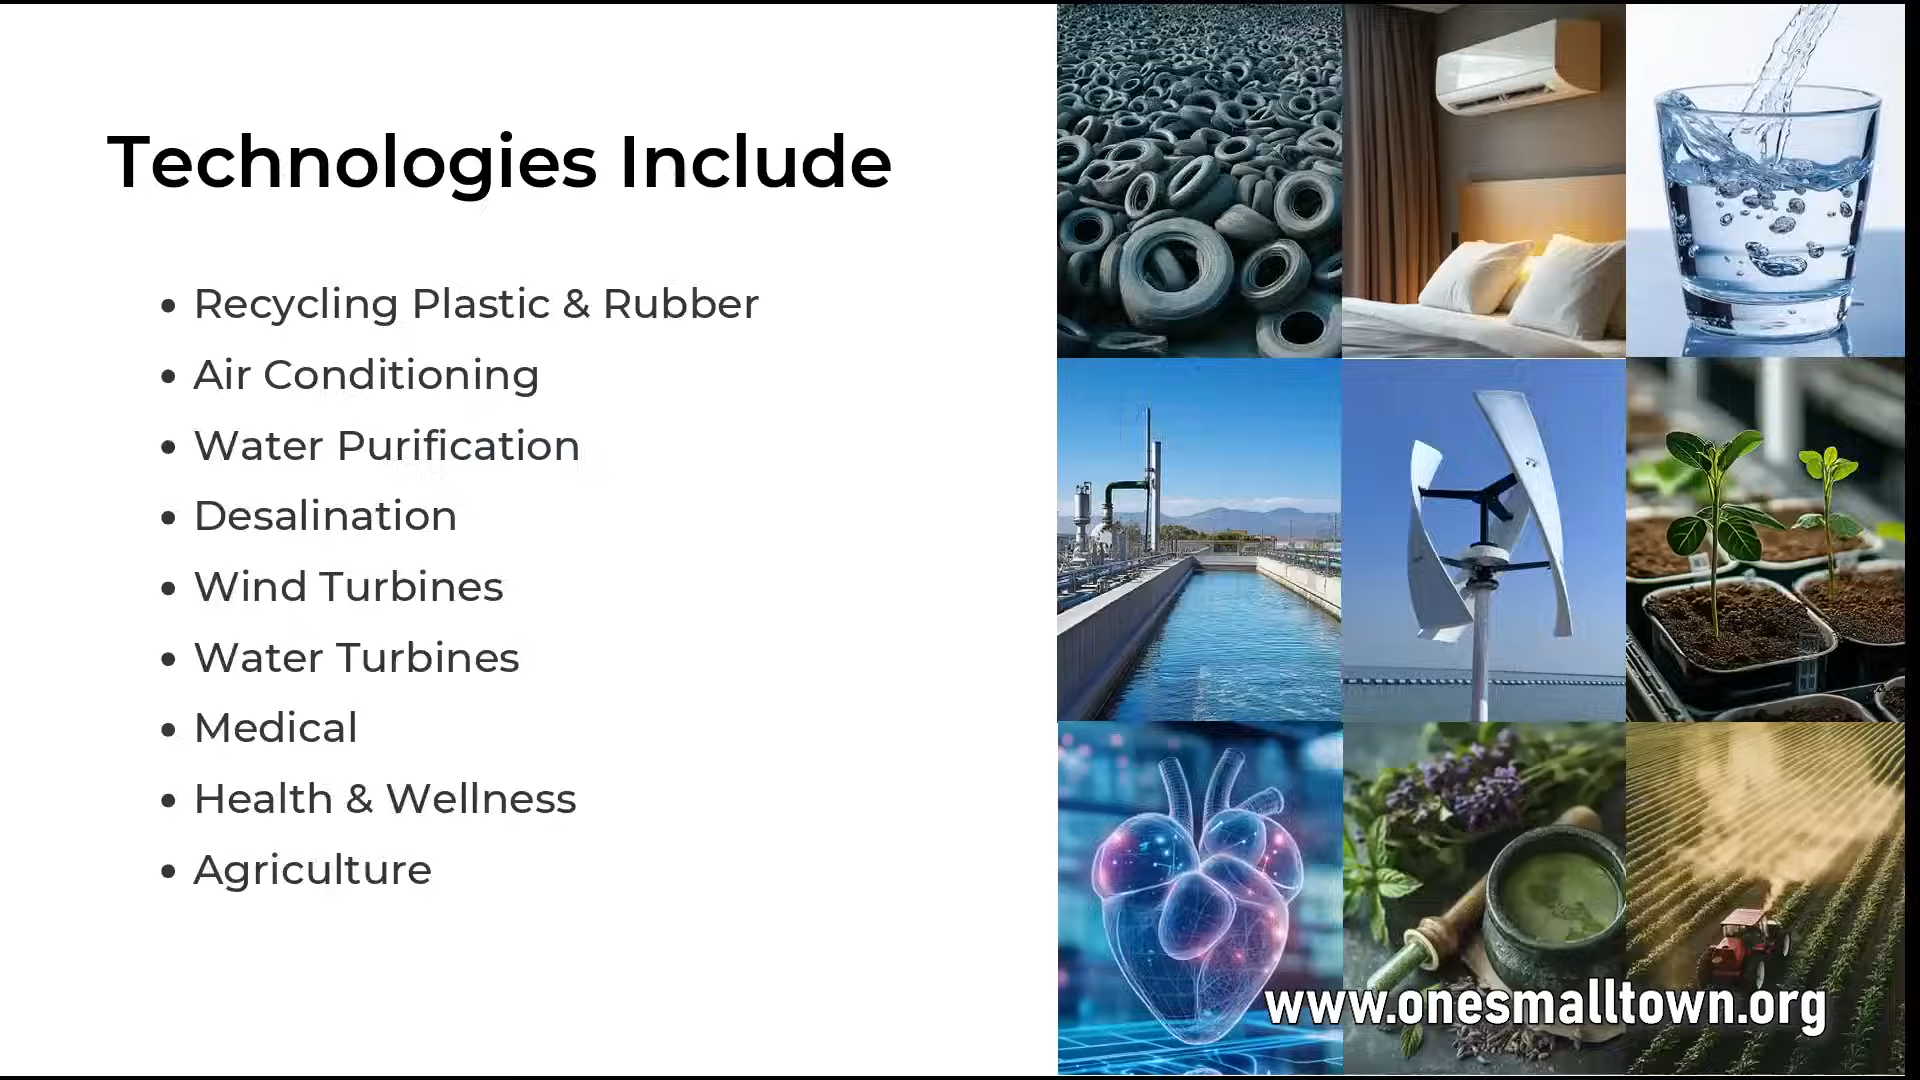 Technologies Include
• Recycling Plastic & Rubber
• Air Conditioning
• Water Purification
• Desalination
• Wind Turbines
• Water Turbines
• Medical
• Health & Wellness
• Agriculture
www.onesmalltown.org